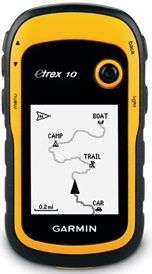 eTrex 10
back
menu
light
N
BOAT
CAMP
TRAIL
CAR
0.2 mi
GARMIN